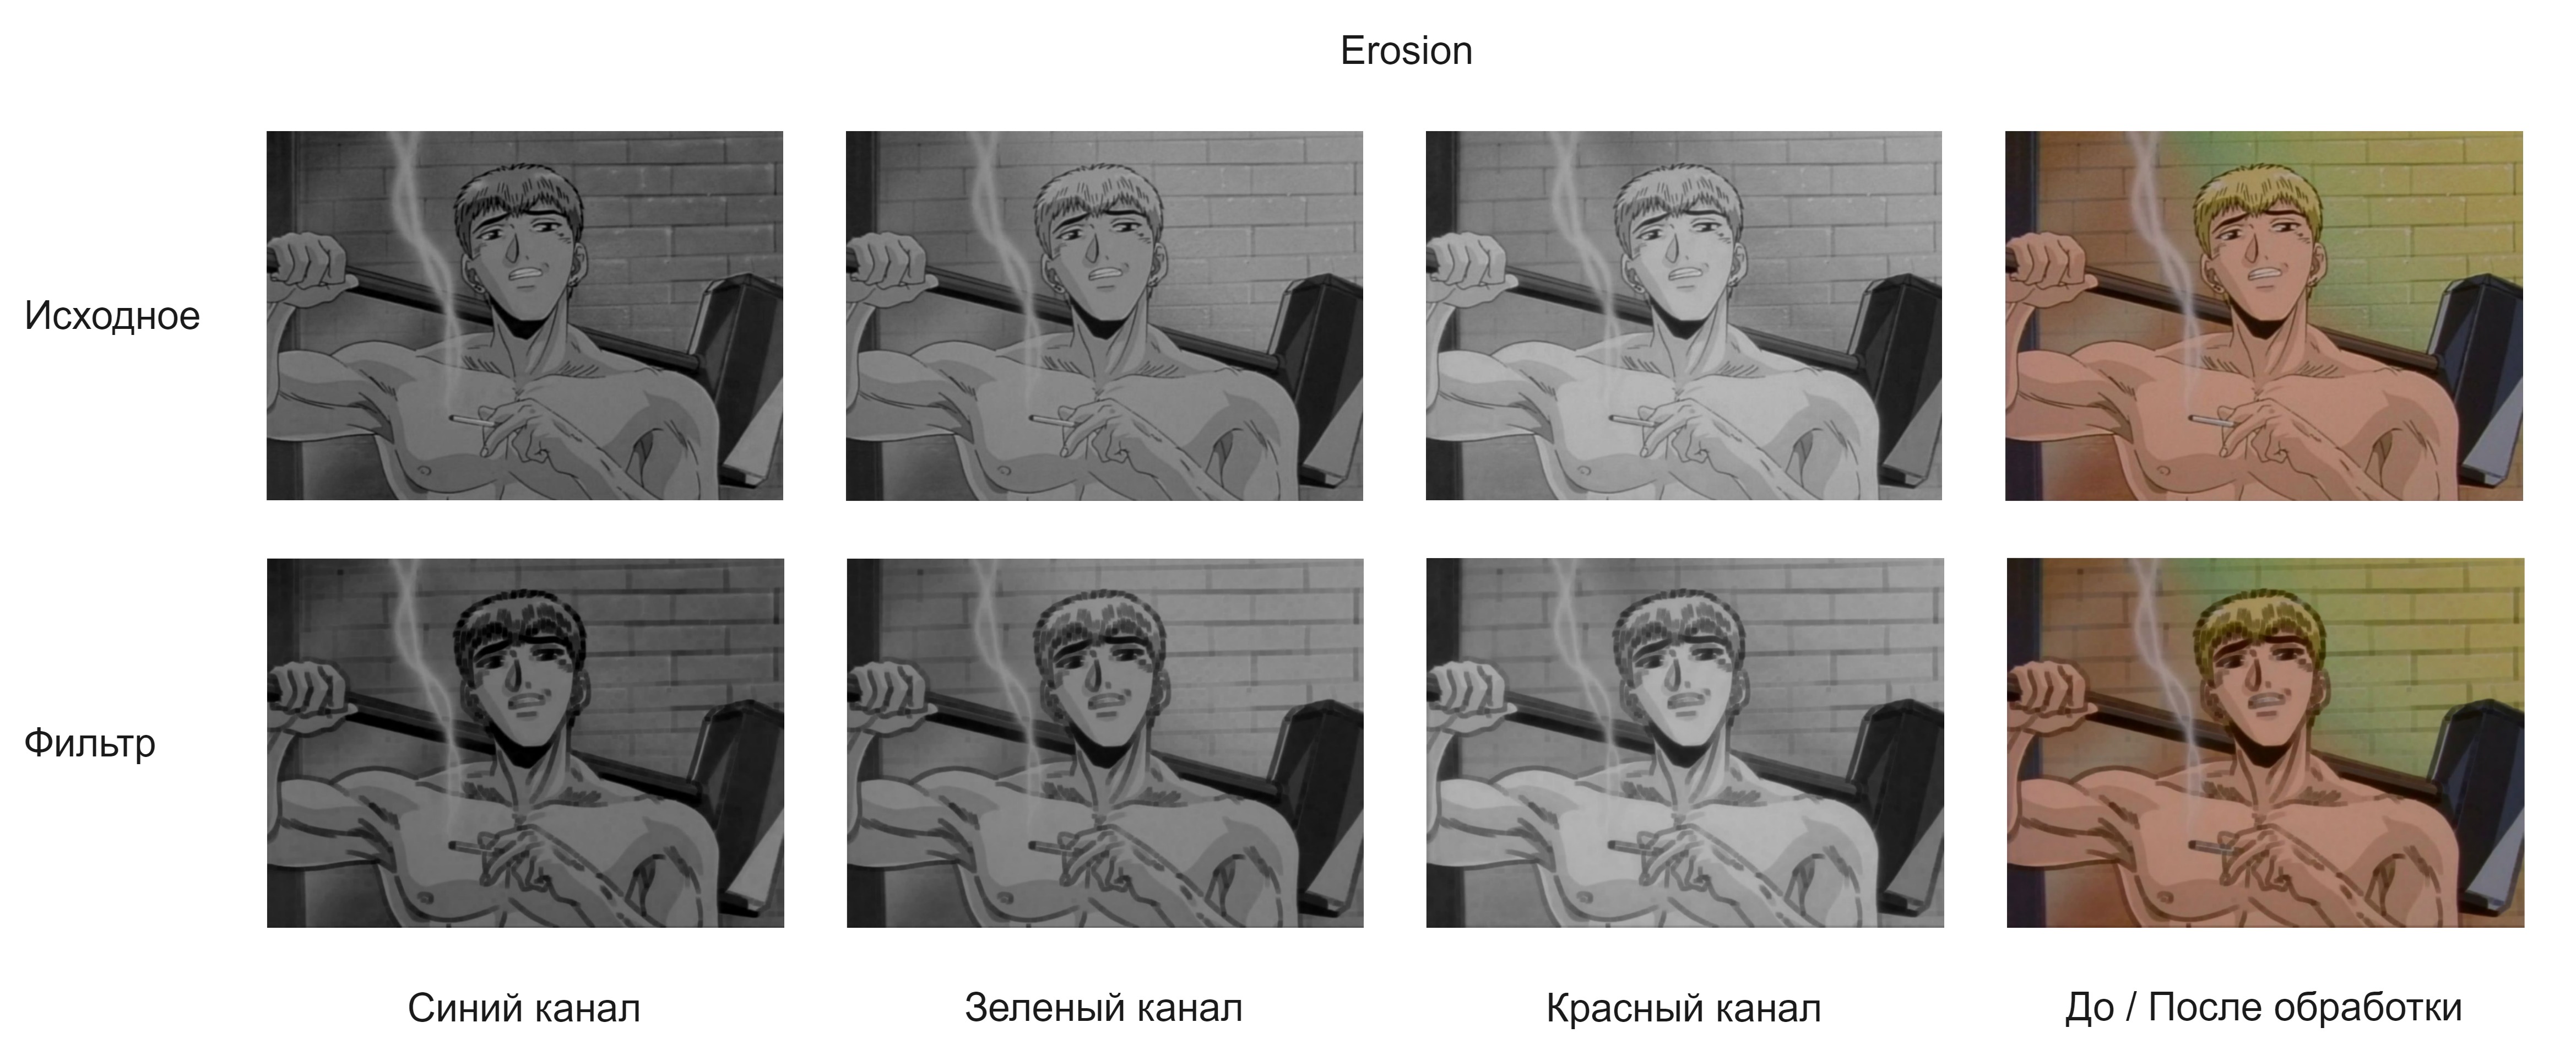 Erosion
Исходное
Фильтр
Синий канал
Зеленый канал
Красный канал
До / После обработки